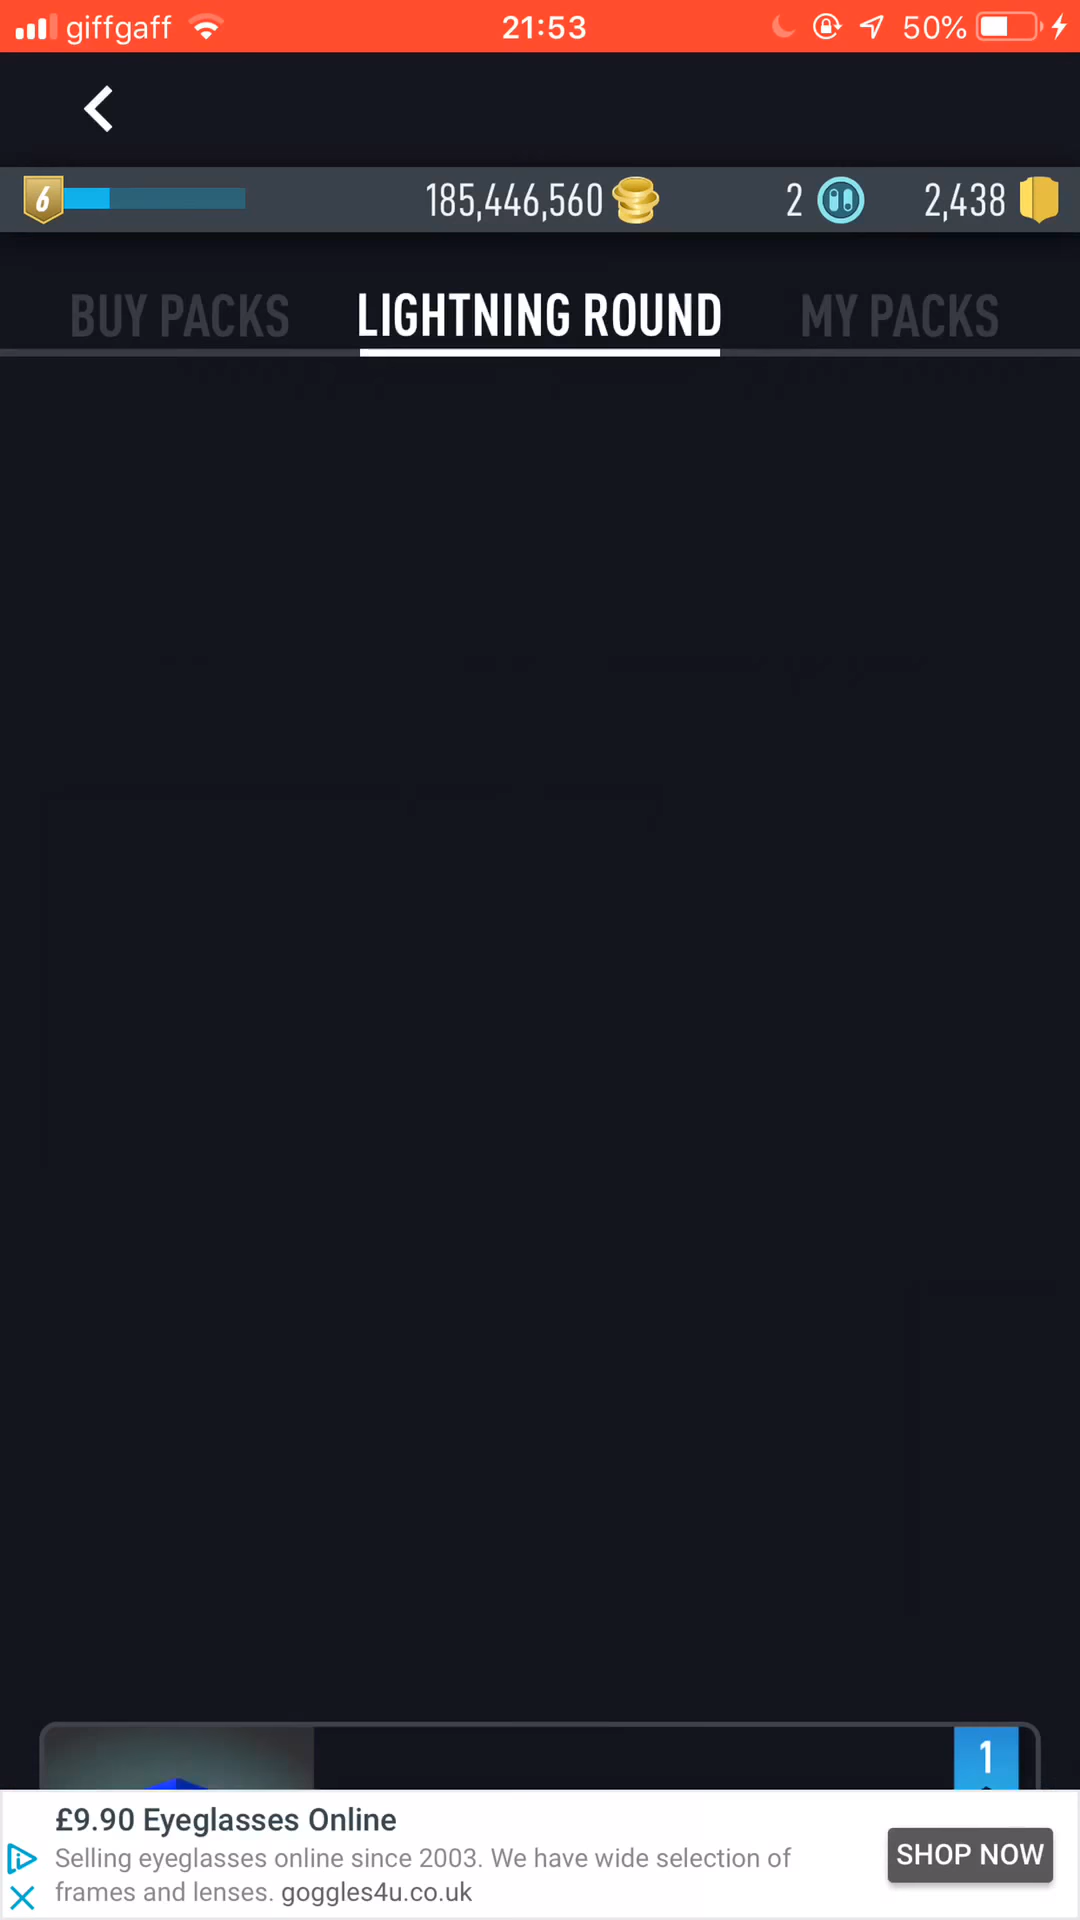 giffgaff 21:53 50%
6 185,446,560 2 2,438
BUY PACKS LIGHTNING ROUND MY PACKS
1
£9.90 Eyeglasses Online
Selling eyeglasses online since 2003. We have wide selection of
frames and lenses. goggles4u.co.uk
SHOP NOW